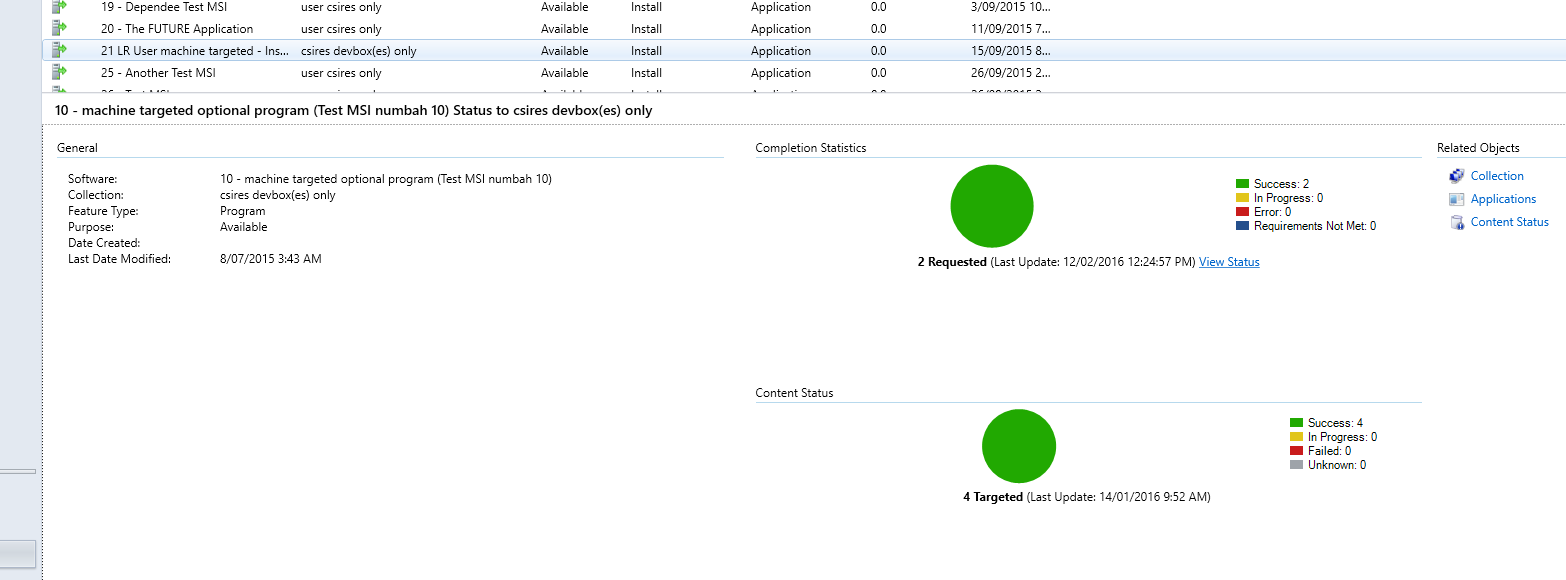 19 - Dependee Test MSI user csires only Available Install Application 0.0 3/09/2015 10...
20 - The FUTURE Application user csires only Available Install Application 0.0 11/09/2015 7...
21 LR User machine targeted - Ins... csires devbox(es) only Available Install Application 0.0 15/09/2015 8...
25 - Another Test MSI user csires only Available Install Application 0.0 26/09/2015 2...
10 - machine targeted optional program (Test MSI numbah 10) Status to csires devbox(es) only
General
Software: 10 - machine targeted optional program (Test MSI numbah 10)
Collection: csires devbox(es) only
Feature Type: Program
Purpose: Available
Date Created:
Last Date Modified: 8/07/2015 3:43 AM
Completion Statistics
Success: 2
In Progress: 0
Error: 0
Requirements Not Met: 0
2 Requested (Last Update: 12/02/2016 12:24:57 PM) View Status
Content Status
Success: 4
In Progress: 0
Failed: 0
Unknown: 0
4 Targeted (Last Update: 14/01/2016 9:52 AM)
Related Objects
Collection
Applications
Content Status